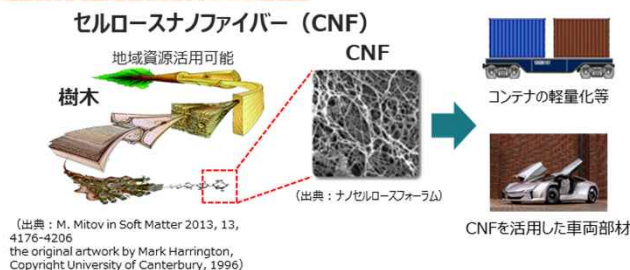 セルロースナノファイバー（CNF）
地域資源活用可能
樹木
CNF
（出典：ナノセルロースフォーラム）
コンテナの軽量化等
CNFを活用した車両部材
（出典：M. Mitov in Soft Matter 2013, 13,
4176-4206
the original artwork by Mark Harrington,
Copyright University of Canterbury, 1996）